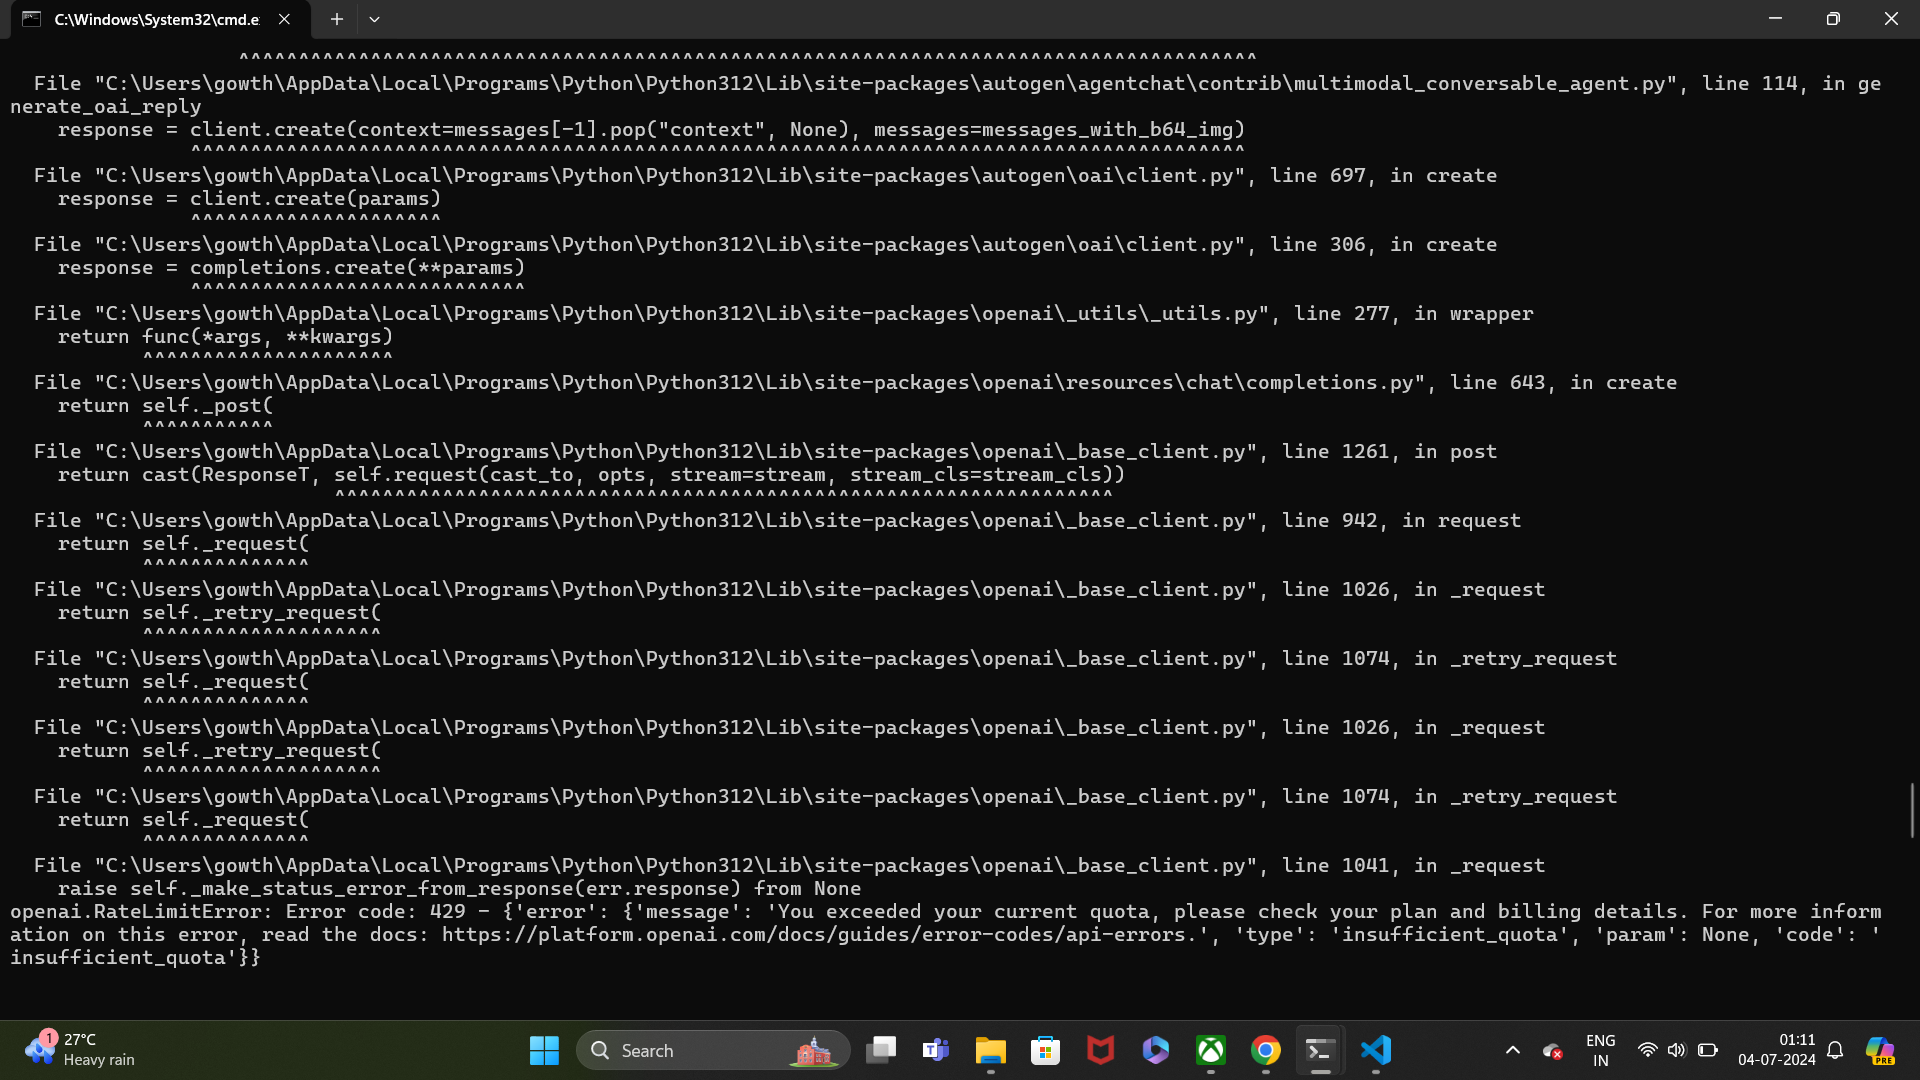 C:\Windows\System32\cmd.e
^^^^^^^^^^^^^^^^^^^^^^^^^^^^^^^^^^^^^^^^^^^^^^^^^^^^^^^^^^^^^^^^^^^^^^^^^^^^^^^^^^^^^
File "C:\Users\gowth\AppData\Local\Programs\Python\Python312\Lib\site-packages\autogen\agentchat\contrib\multimodal_conversable_agent.py", line 114, in ge
nerate_oai_reply
response = client.create(context=messages[-1].pop("context", None), messages=messages_with_b64_img)
^^^^^^^^^^^^^^^^^^^^^^^^^^^^^^^^^^^^^^^^^^^^^^^^^^^^^^^^^^^^^^^^^^^^^^^^^^^^^^^^^^^^^^^^
File "C:\Users\gowth\AppData\Local\Programs\Python\Python312\Lib\site-packages\autogen\oai\client.py", line 697, in create
response = client.create(params)
^^^^^^^^^^^^^^^^^^^^^
File "C:\Users\gowth\AppData\Local\Programs\Python\Python312\Lib\site-packages\autogen\oai\client.py", line 306, in create
response = completions.create(**params)
^^^^^^^^^^^^^^^^^^^^^^^^^^^^
File "C:\Users\gowth\AppData\Local\Programs\Python\Python312\Lib\site-packages\openai\_utils\_utils.py", line 277, in wrapper
return func(*args, **kwargs)
^^^^^^^^^^^^^^^^^^^^^
File "C:\Users\gowth\AppData\Local\Programs\Python\Python312\Lib\site-packages\openai\resources\chat\completions.py", line 643, in create
return self._post(
^^^^^^^^^^^
File "C:\Users\gowth\AppData\Local\Programs\Python\Python312\Lib\site-packages\openai\_base_client.py", line 1261, in post
return cast(ResponseT, self.request(cast_to, opts, stream=stream, stream_cls=stream_cls))
^^^^^^^^^^^^^^^^^^^^^^^^^^^^^^^^^^^^^^^^^^^^^^^^^^^^^^^^^^^^^^^^^
File "C:\Users\gowth\AppData\Local\Programs\Python\Python312\Lib\site-packages\openai\_base_client.py", line 942, in request
return self._request(
^^^^^^^^^^^^^^
File "C:\Users\gowth\AppData\Local\Programs\Python\Python312\Lib\site-packages\openai\_base_client.py", line 1026, in _request
return self._retry_request(
^^^^^^^^^^^^^^^^^^^^
File "C:\Users\gowth\AppData\Local\Programs\Python\Python312\Lib\site-packages\openai\_base_client.py", line 1074, in _retry_request
return self._request(
^^^^^^^^^^^^^^
File "C:\Users\gowth\AppData\Local\Programs\Python\Python312\Lib\site-packages\openai\_base_client.py", line 1026, in _request
return self._retry_request(
^^^^^^^^^^^^^^^^^^^^
File "C:\Users\gowth\AppData\Local\Programs\Python\Python312\Lib\site-packages\openai\_base_client.py", line 1074, in _retry_request
return self._request(
^^^^^^^^^^^^^^
File "C:\Users\gowth\AppData\Local\Programs\Python\Python312\Lib\site-packages\openai\_base_client.py", line 1041, in _request
raise self._make_status_error_from_response(err.response) from None
openai.RateLimitError: Error code: 429 - {'error': {'message': 'You exceeded your current quota, please check your plan and billing details. For more inform
ation on this error, read the docs: https://platform.openai.com/docs/guides/error-codes/api-errors.', 'type': 'insufficient_quota', 'param': None, 'code': '
insufficient_quota'}}
1
27°C
Heavy rain
Search
ENG
IN
01:11
04-07-2024
PRE